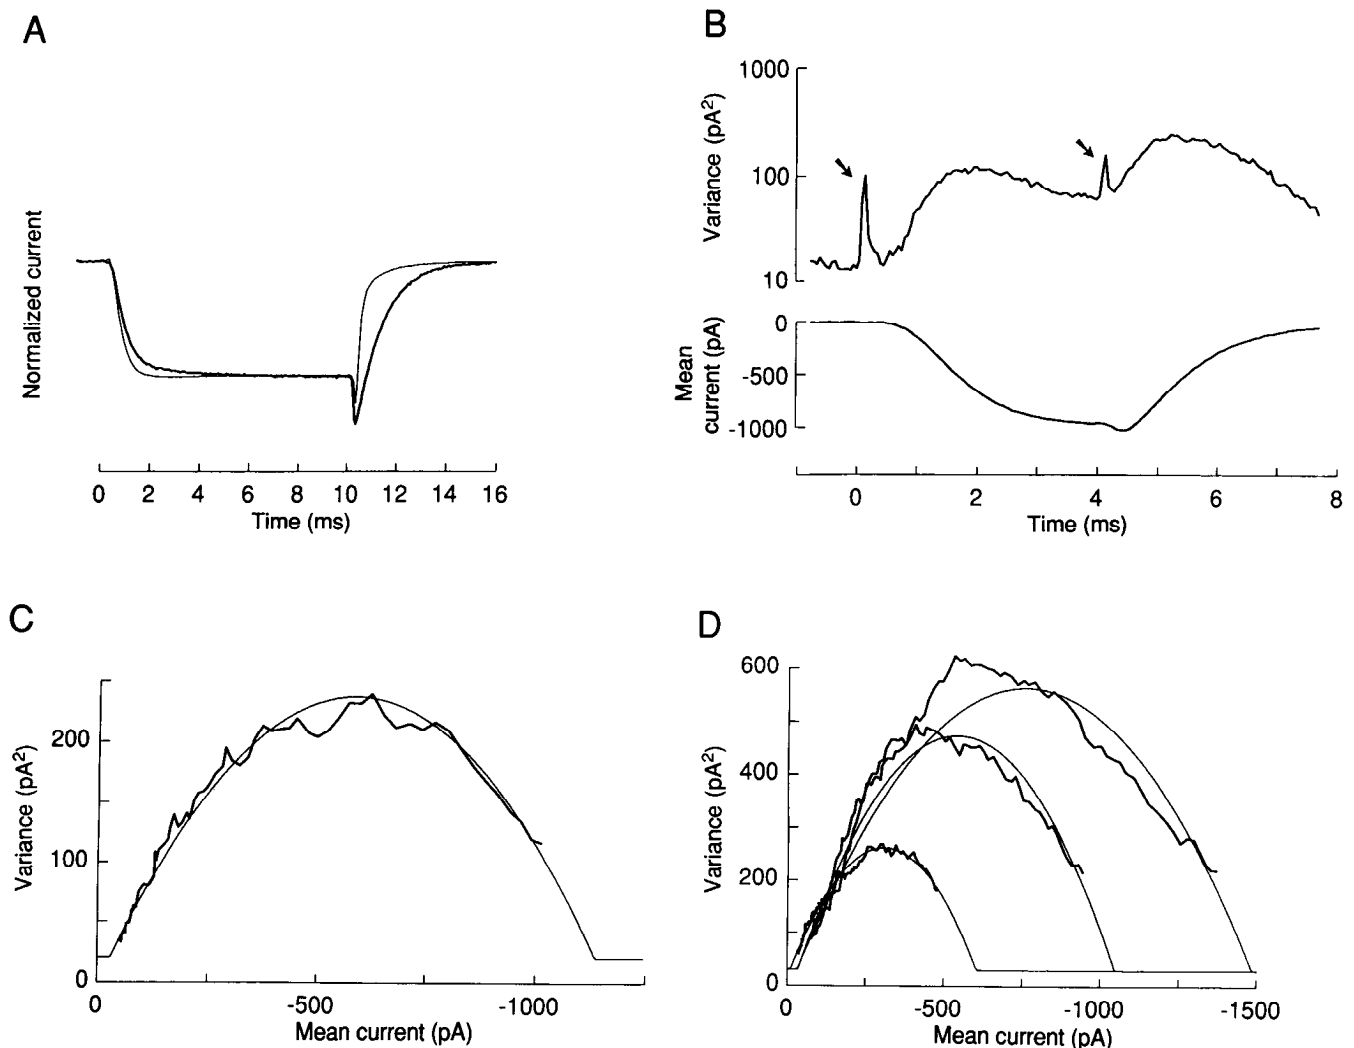 A
Normalized current
0 2 4 6 8 10 12 14 16
Time (ms)
B
Variance (pA²)
1000
100
10
Mean
current (pA)
0
-500
-1000
0 2 4 6 8
Time (ms)
C
Variance (pA²)
200
100
0
0 -500 -1000
Mean current (pA)
D
Variance (pA²)
600
400
200
0
0 -500 -1000 -1500
Mean current (pA)